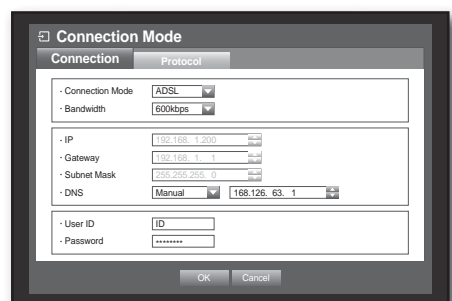 Connection Mode
Connection Protocol
· Connection Mode ADSL
· Bandwidth 600kbps
· IP 192.168. 1.200
· Gateway 192.168. 1. 1
· Subnet Mask 255.255.255. 0
· DNS Manual 168.126. 63. 1
· User ID ID
· Password ********
OK Cancel